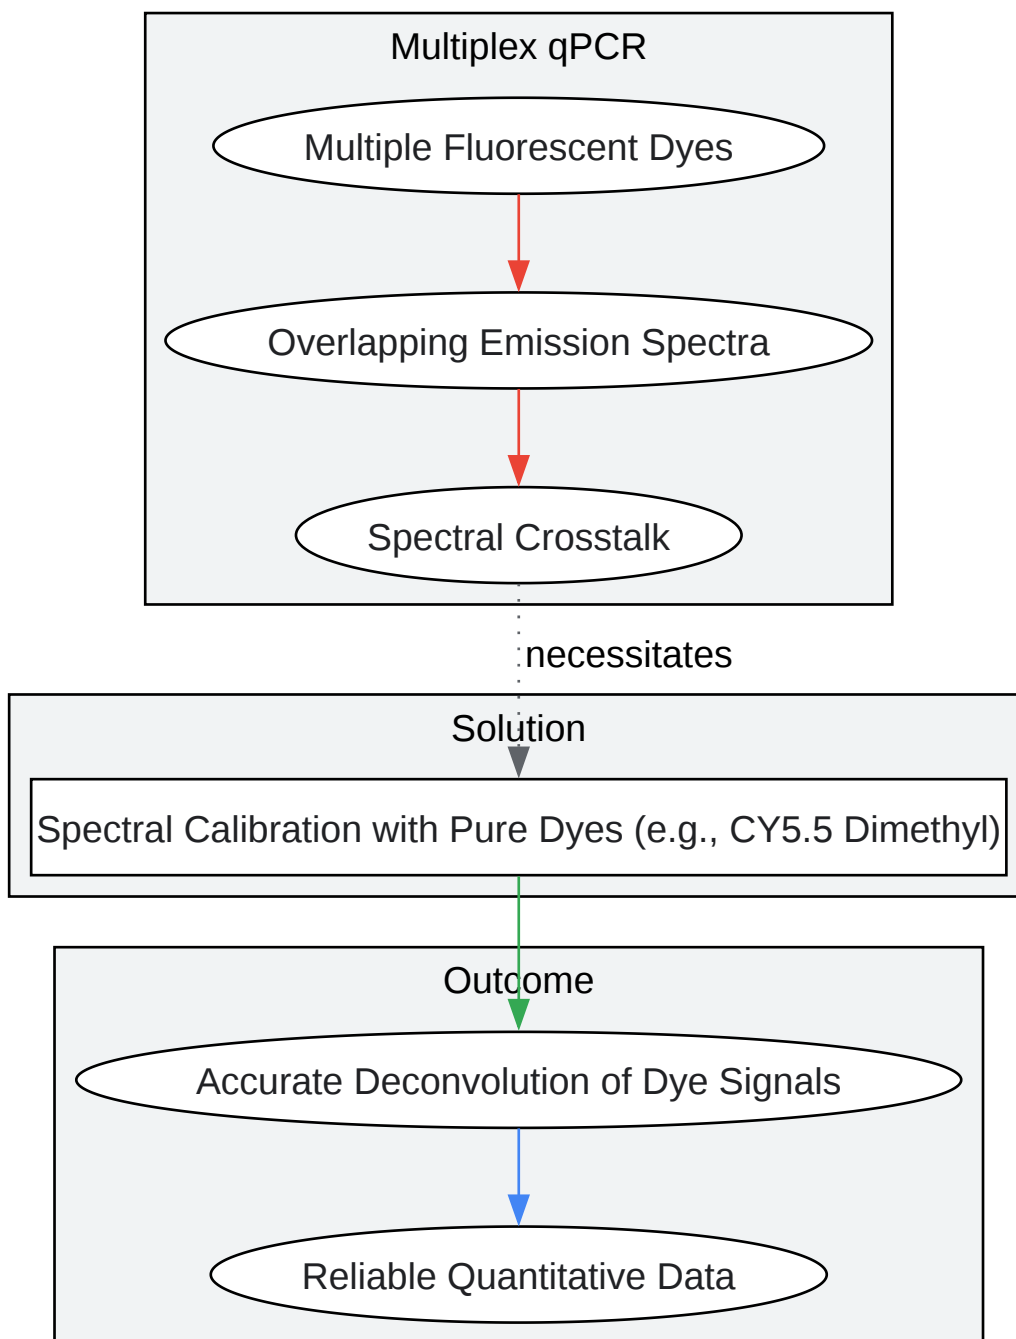 Multiplex qPCR
Multiple Fluorescent Dyes
Overlapping Emission Spectra
Spectral Crosstalk
necessitates
Solution
Spectral Calibration with Pure Dyes (e.g., CY5.5 Dimethyl)
Outcome
Accurate Deconvolution of Dye Signals
Reliable Quantitative Data